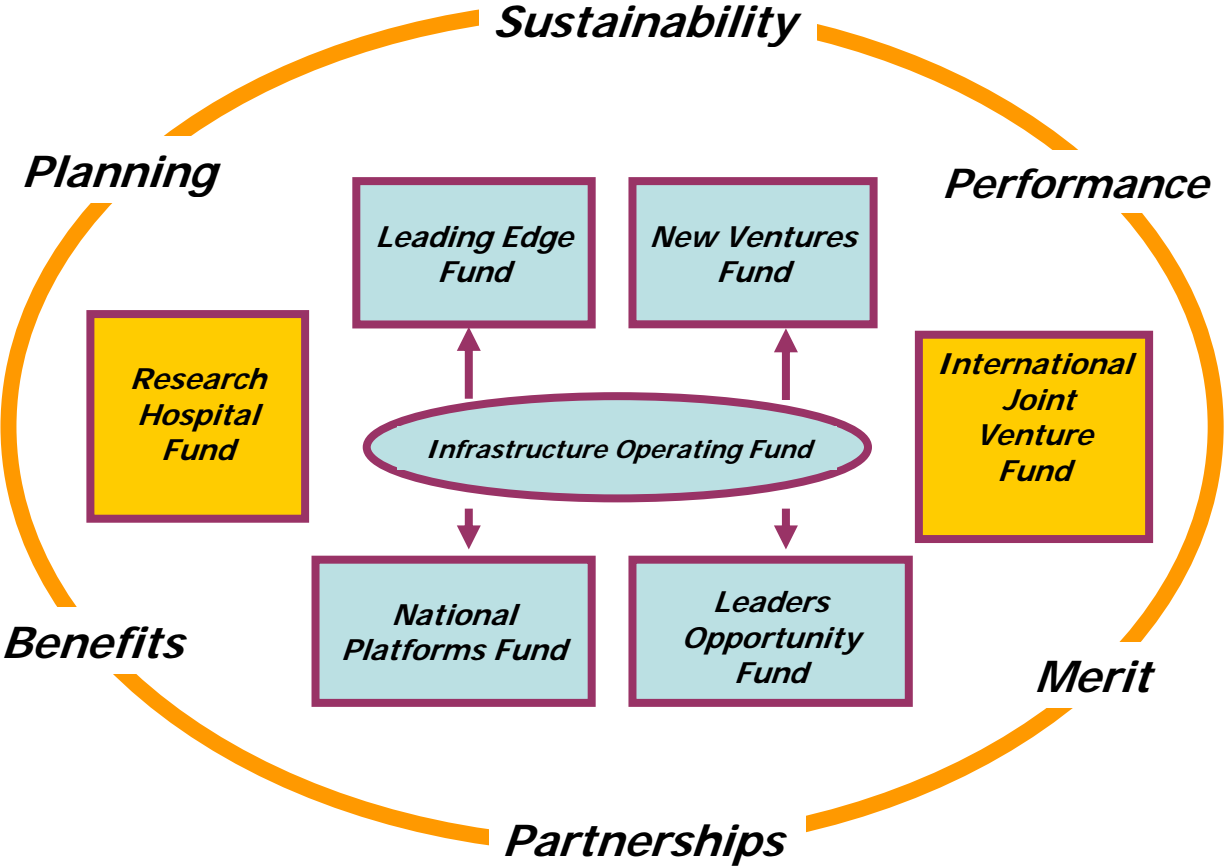 Sustainability
Planning
Performance
Leading Edge
Fund
New Ventures
Fund
Research
Hospital
Fund
International
Joint
Venture
Fund
Infrastructure Operating Fund
National
Platforms Fund
Leaders
Opportunity
Fund
Benefits
Merit
Partnerships